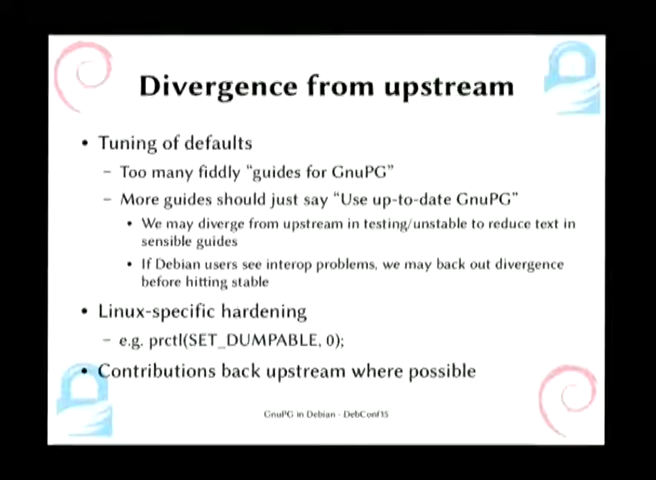 Divergence from upstream
• Tuning of defaults
– Too many fiddly "guides for GnuPG"
– More guides should just say "Use up-to-date GnuPG"
• We may diverge from upstream in testing/unstable to reduce text in
sensible guides
• If Debian users see interop problems, we may back out divergence
before hitting stable
• Linux-specific hardening
– e.g. prctl(SET_DUMPABLE, 0);
• Contributions back upstream where possible
GnuPG in Debian - DebConf15